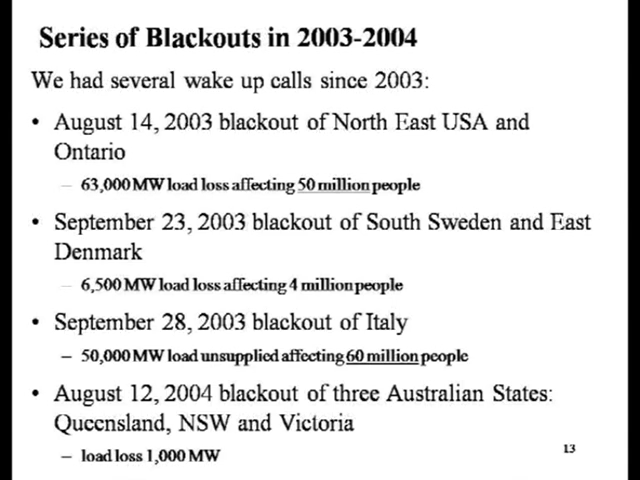 Series of Blackouts in 2003-2004
We had several wake up calls since 2003:
• August 14, 2003 blackout of North East USA and
Ontario
– 63,000 MW load loss affecting 50 million people
• September 23, 2003 blackout of South Sweden and East
Denmark
– 6,500 MW load loss affecting 4 million people
• September 28, 2003 blackout of Italy
– 50,000 MW load unsupplied affecting 60 million people
• August 12, 2004 blackout of three Australian States:
Queensland, NSW and Victoria
– load loss 1,000 MW
13